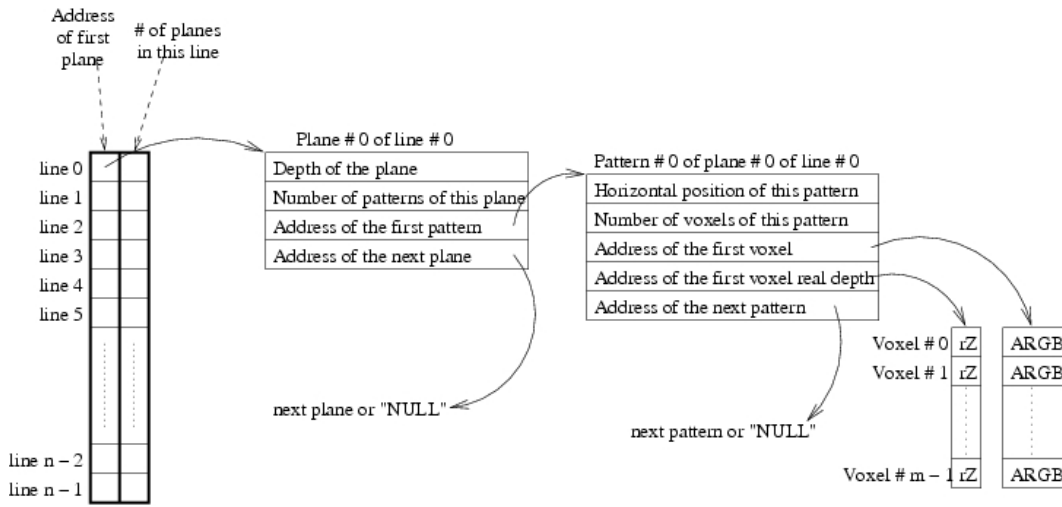 Address
of first
plane
# of planes
in this line
Plane # 0 of line # 0
line 0
line 1
line 2
line 3
line 4
line 5
line n − 2
line n − 1
Depth of the plane
Number of patterns of this plane
Address of the first pattern
Address of the next plane
next plane or "NULL"
Pattern # 0 of plane # 0 of line # 0
Horizontal position of this pattern
Number of voxels of this pattern
Address of the first voxel
Address of the first voxel real depth
Address of the next pattern
next pattern or "NULL"
Voxel # 0 rZ ARGB
Voxel # 1 rZ ARGB
Voxel # m − 1 rZ ARGB